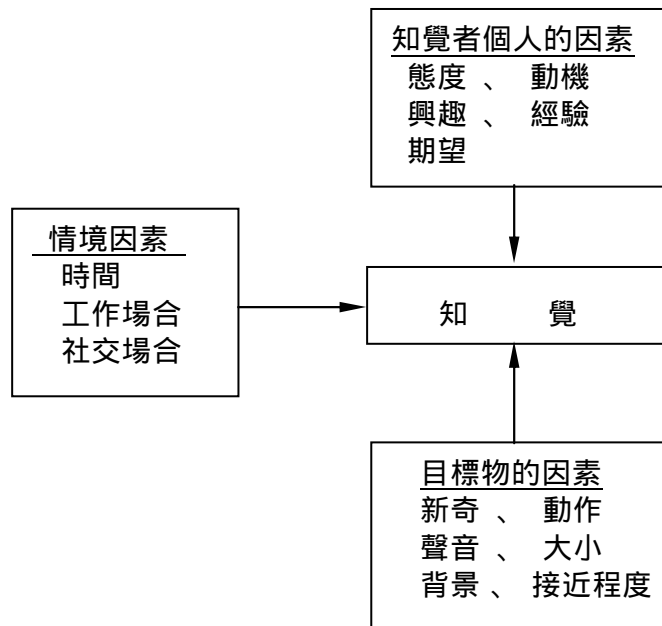 知覺者個人的因素
態度、動機
興趣、經驗
期望
情境因素
時間
工作場合
社交場合
知覺
目標物的因素
新奇、動作
聲音、大小
背景、接近程度